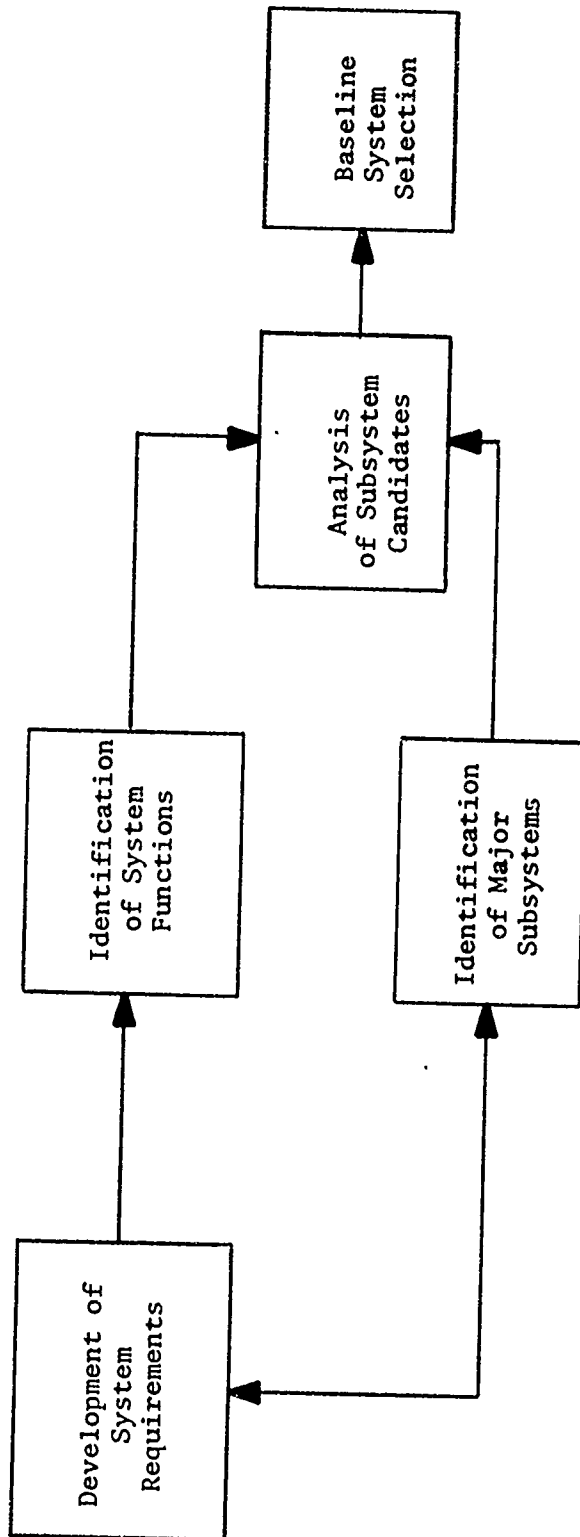 Development of
System
Requirements
Identification
of System
Functions
Identification
of Major
Subsystems
Analysis
of Subsystem
Candidates
Baseline
System
Selection